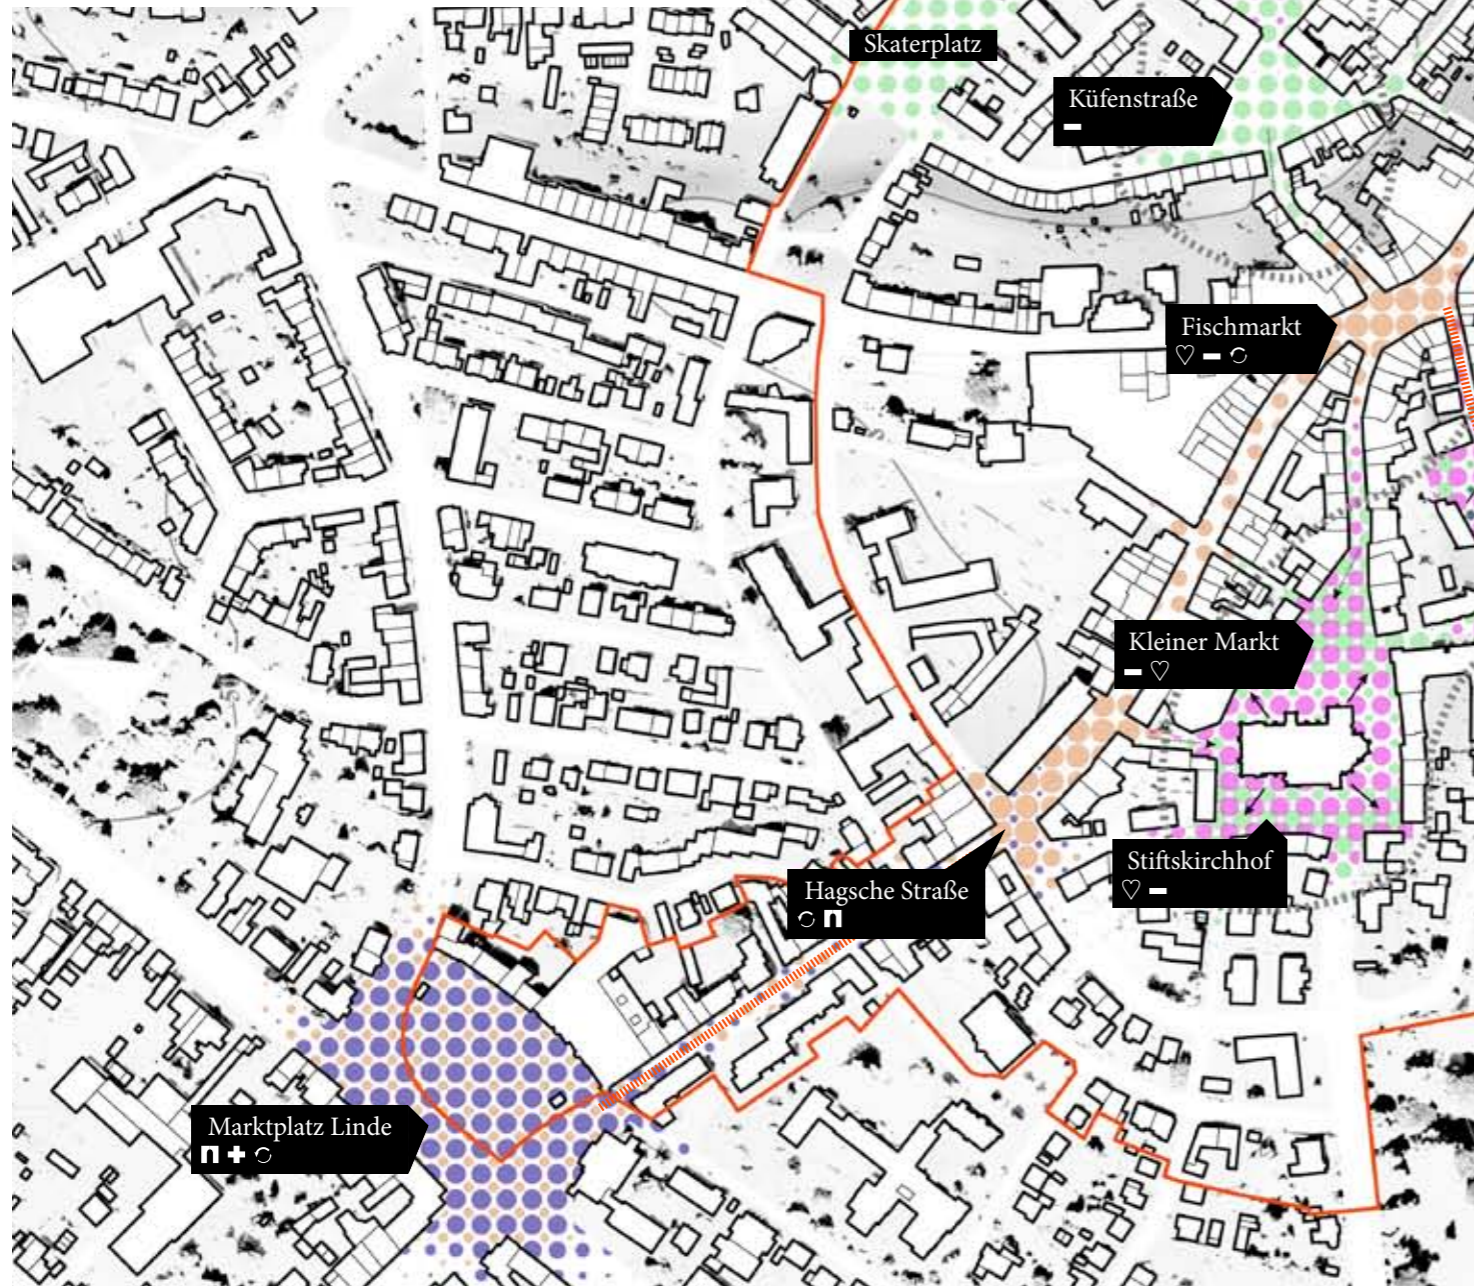 Skaterplatz
Küfenstraße
Fischmarkt
Kleiner Markt
Stiftskirchhof
Hagsche Straße
Marktplatz Linde